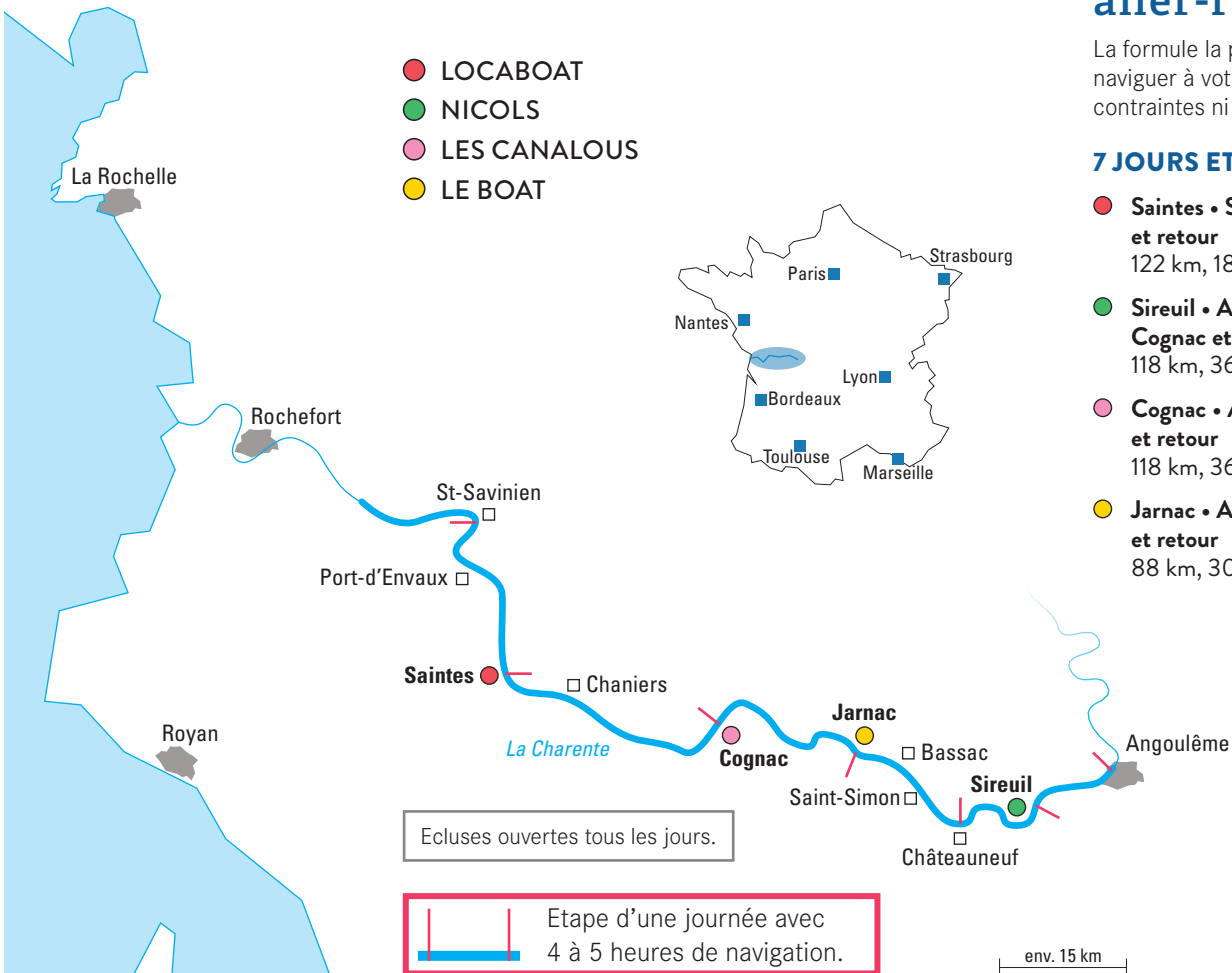 aller-r
La formule la p
naviguer à vot
contraintes ni
7 JOURS ET
Saintes • S
et retour
122 km, 18
Sireuil • A
Cognac et
118 km, 36
Cognac • A
et retour
118 km, 36
Jarnac • A
et retour
88 km, 30
LOCABOAT
NICOLS
LES CANALOUS
LE BOAT
La Rochelle
Strasbourg
Paris
Nantes
Lyon
Bordeaux
Toulouse
Marseille
Rochefort
St-Savinien
Port-d'Envaux
Saintes
Chaniers
Royan
La Charente
Cognac
Jarnac
Bassac
Saint-Simon
Sireuil
Angoulême
Châteauneuf
Ecluses ouvertes tous les jours.
Etape d'une journée avec
4 à 5 heures de navigation.
env. 15 km